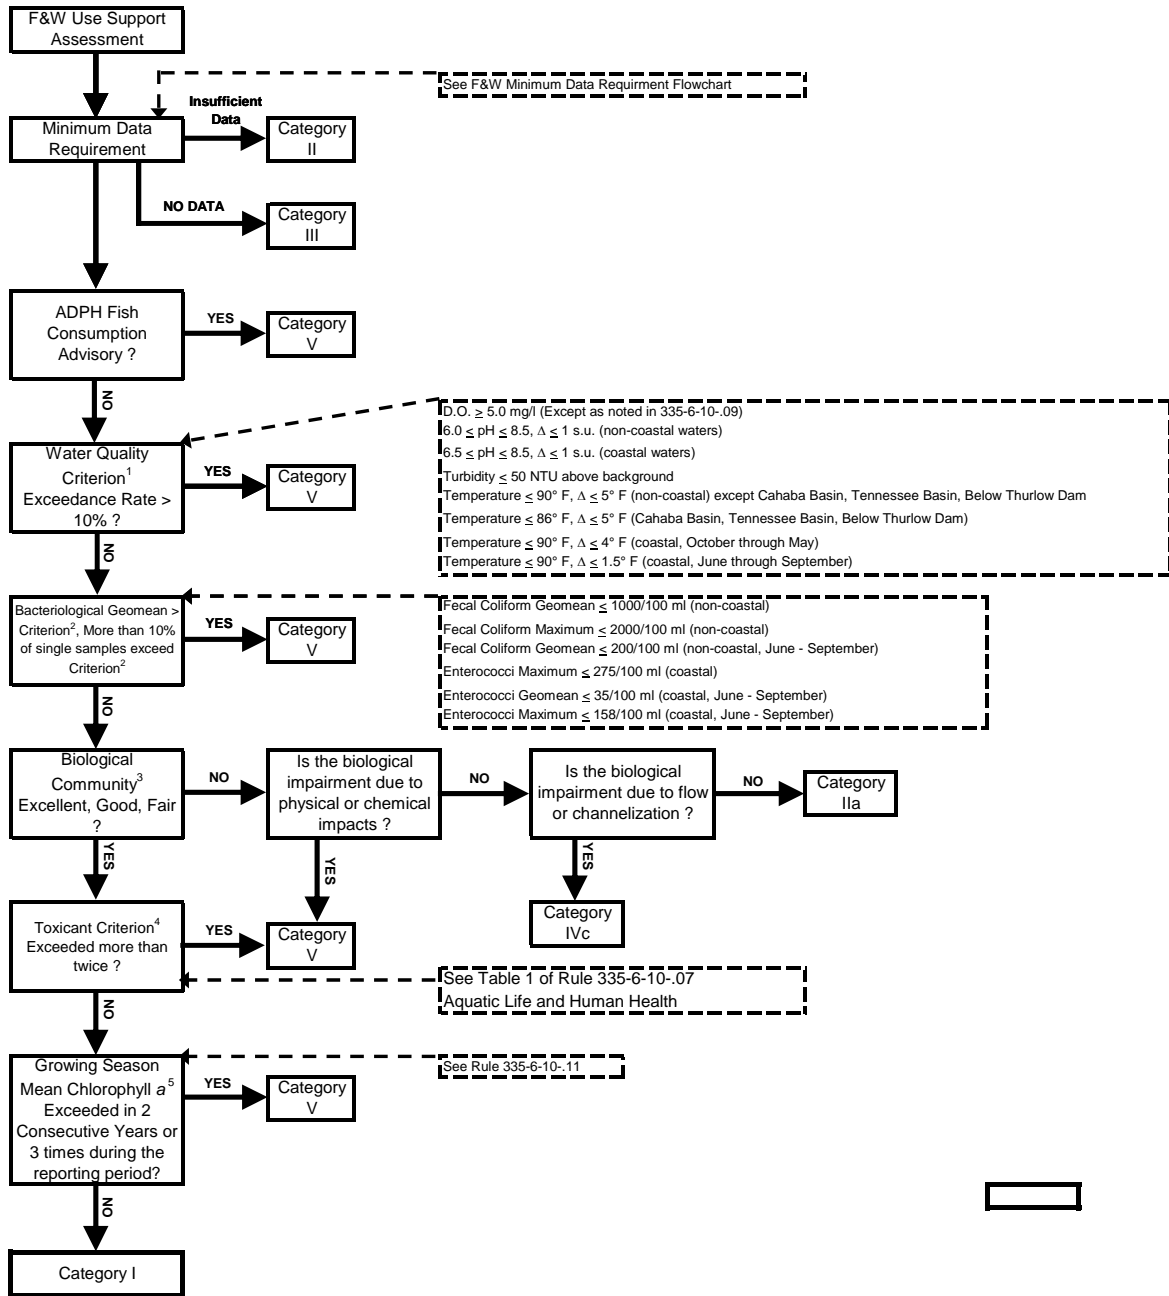 F&W Use Support
Assessment
See F&W Minimum Data Requirment Flowchart
Insufficient
Data
Minimum Data
Requirement
Category
II
NO DATA
Category
III
ADPH Fish
Consumption
Advisory ?
YES
Category
V
NO
D.O. ≥ 5.0 mg/l (Except as noted in 335-6-10-.09)
6.0 ≤ pH ≤ 8.5, Δ ≤ 1 s.u. (non-coastal waters)
6.5 ≤ pH ≤ 8.5, Δ ≤ 1 s.u. (coastal waters)
Turbidity ≤ 50 NTU above background
Temperature ≤ 90° F, Δ ≤ 5° F (non-coastal) except Cahaba Basin, Tennessee Basin, Below Thurlow Dam
Temperature ≤ 86° F, Δ ≤ 5° F (Cahaba Basin, Tennessee Basin, Below Thurlow Dam)
Temperature ≤ 90° F, Δ ≤ 4° F (coastal, October through May)
Temperature ≤ 90° F, Δ ≤ 1.5° F (coastal, June through September)
Water Quality
Criterion¹
Exceedance Rate >
10% ?
YES
Category
V
NO
Bacteriological Geomean >
Criterion², More than 10%
of single samples exceed
Criterion²
YES
Category
V
Fecal Coliform Geomean ≤ 1000/100 ml (non-coastal)
Fecal Coliform Maximum ≤ 2000/100 ml (non-coastal)
Fecal Coliform Geomean ≤ 200/100 ml (non-coastal, June - September)
Enterococci Maximum ≤ 275/100 ml (coastal)
Enterococci Geomean ≤ 35/100 ml (coastal, June - September)
Enterococci Maximum ≤ 158/100 ml (coastal, June - September)
NO
Biological
Community³
Excellent, Good, Fair
?
NO
Is the biological
impairment due to
physical or chemical
impacts ?
NO
Is the biological
impairment due to flow
or channelization ?
NO
Category
IIa
YES
YES
YES
Toxicant Criterion⁴
Exceeded more than
twice ?
YES
Category
V
Category
IVc
See Table 1 of Rule 335-6-10-.07
Aquatic Life and Human Health
NO
Growing Season
Mean Chlorophyll a⁵
Exceeded in 2
Consecutive Years or
3 times during the
reporting period?
YES
Category
V
See Rule 335-6-10-.11
NO
Category I